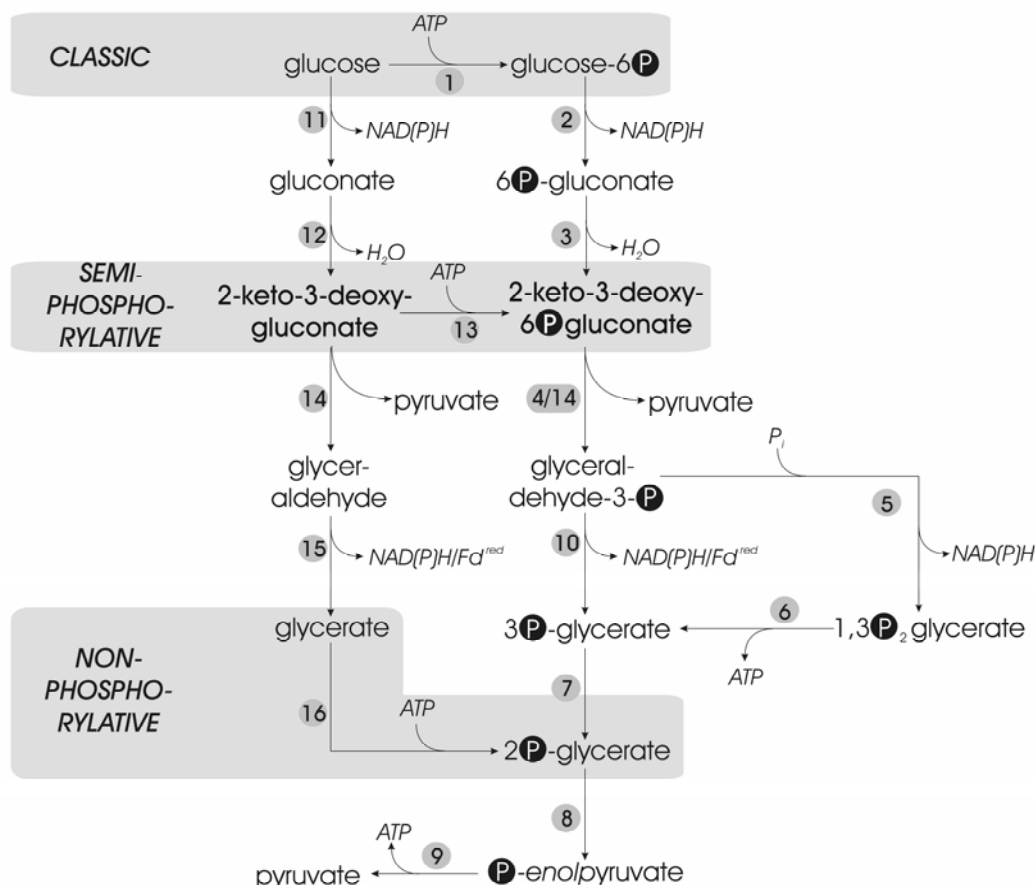 CLASSIC
ATP
glucose
glucose-6P
1
11
NAD(P)H
2
NAD(P)H
gluconate
6P-gluconate
12
H₂O
3
H₂O
SEMI-
PHOSPHO-
RYLATIVE
2-keto-3-deoxy-
gluconate
ATP
13
2-keto-3-deoxy-
6P gluconate
14
pyruvate
4/14
pyruvate
glycer-
aldehyde
glyceral-
dehyde-3-P
Pᵢ
5
NAD(P)H
15
NAD(P)H/Fdʳᵉᵈ
10
NAD(P)H/Fdʳᵉᵈ
glycerate
3P-glycerate
6
ATP
1,3P₂ glycerate
NON-
PHOSPHO-
RYLATIVE
16
ATP
7
2P-glycerate
8
ATP
9
pyruvate
P-enolpyruvate